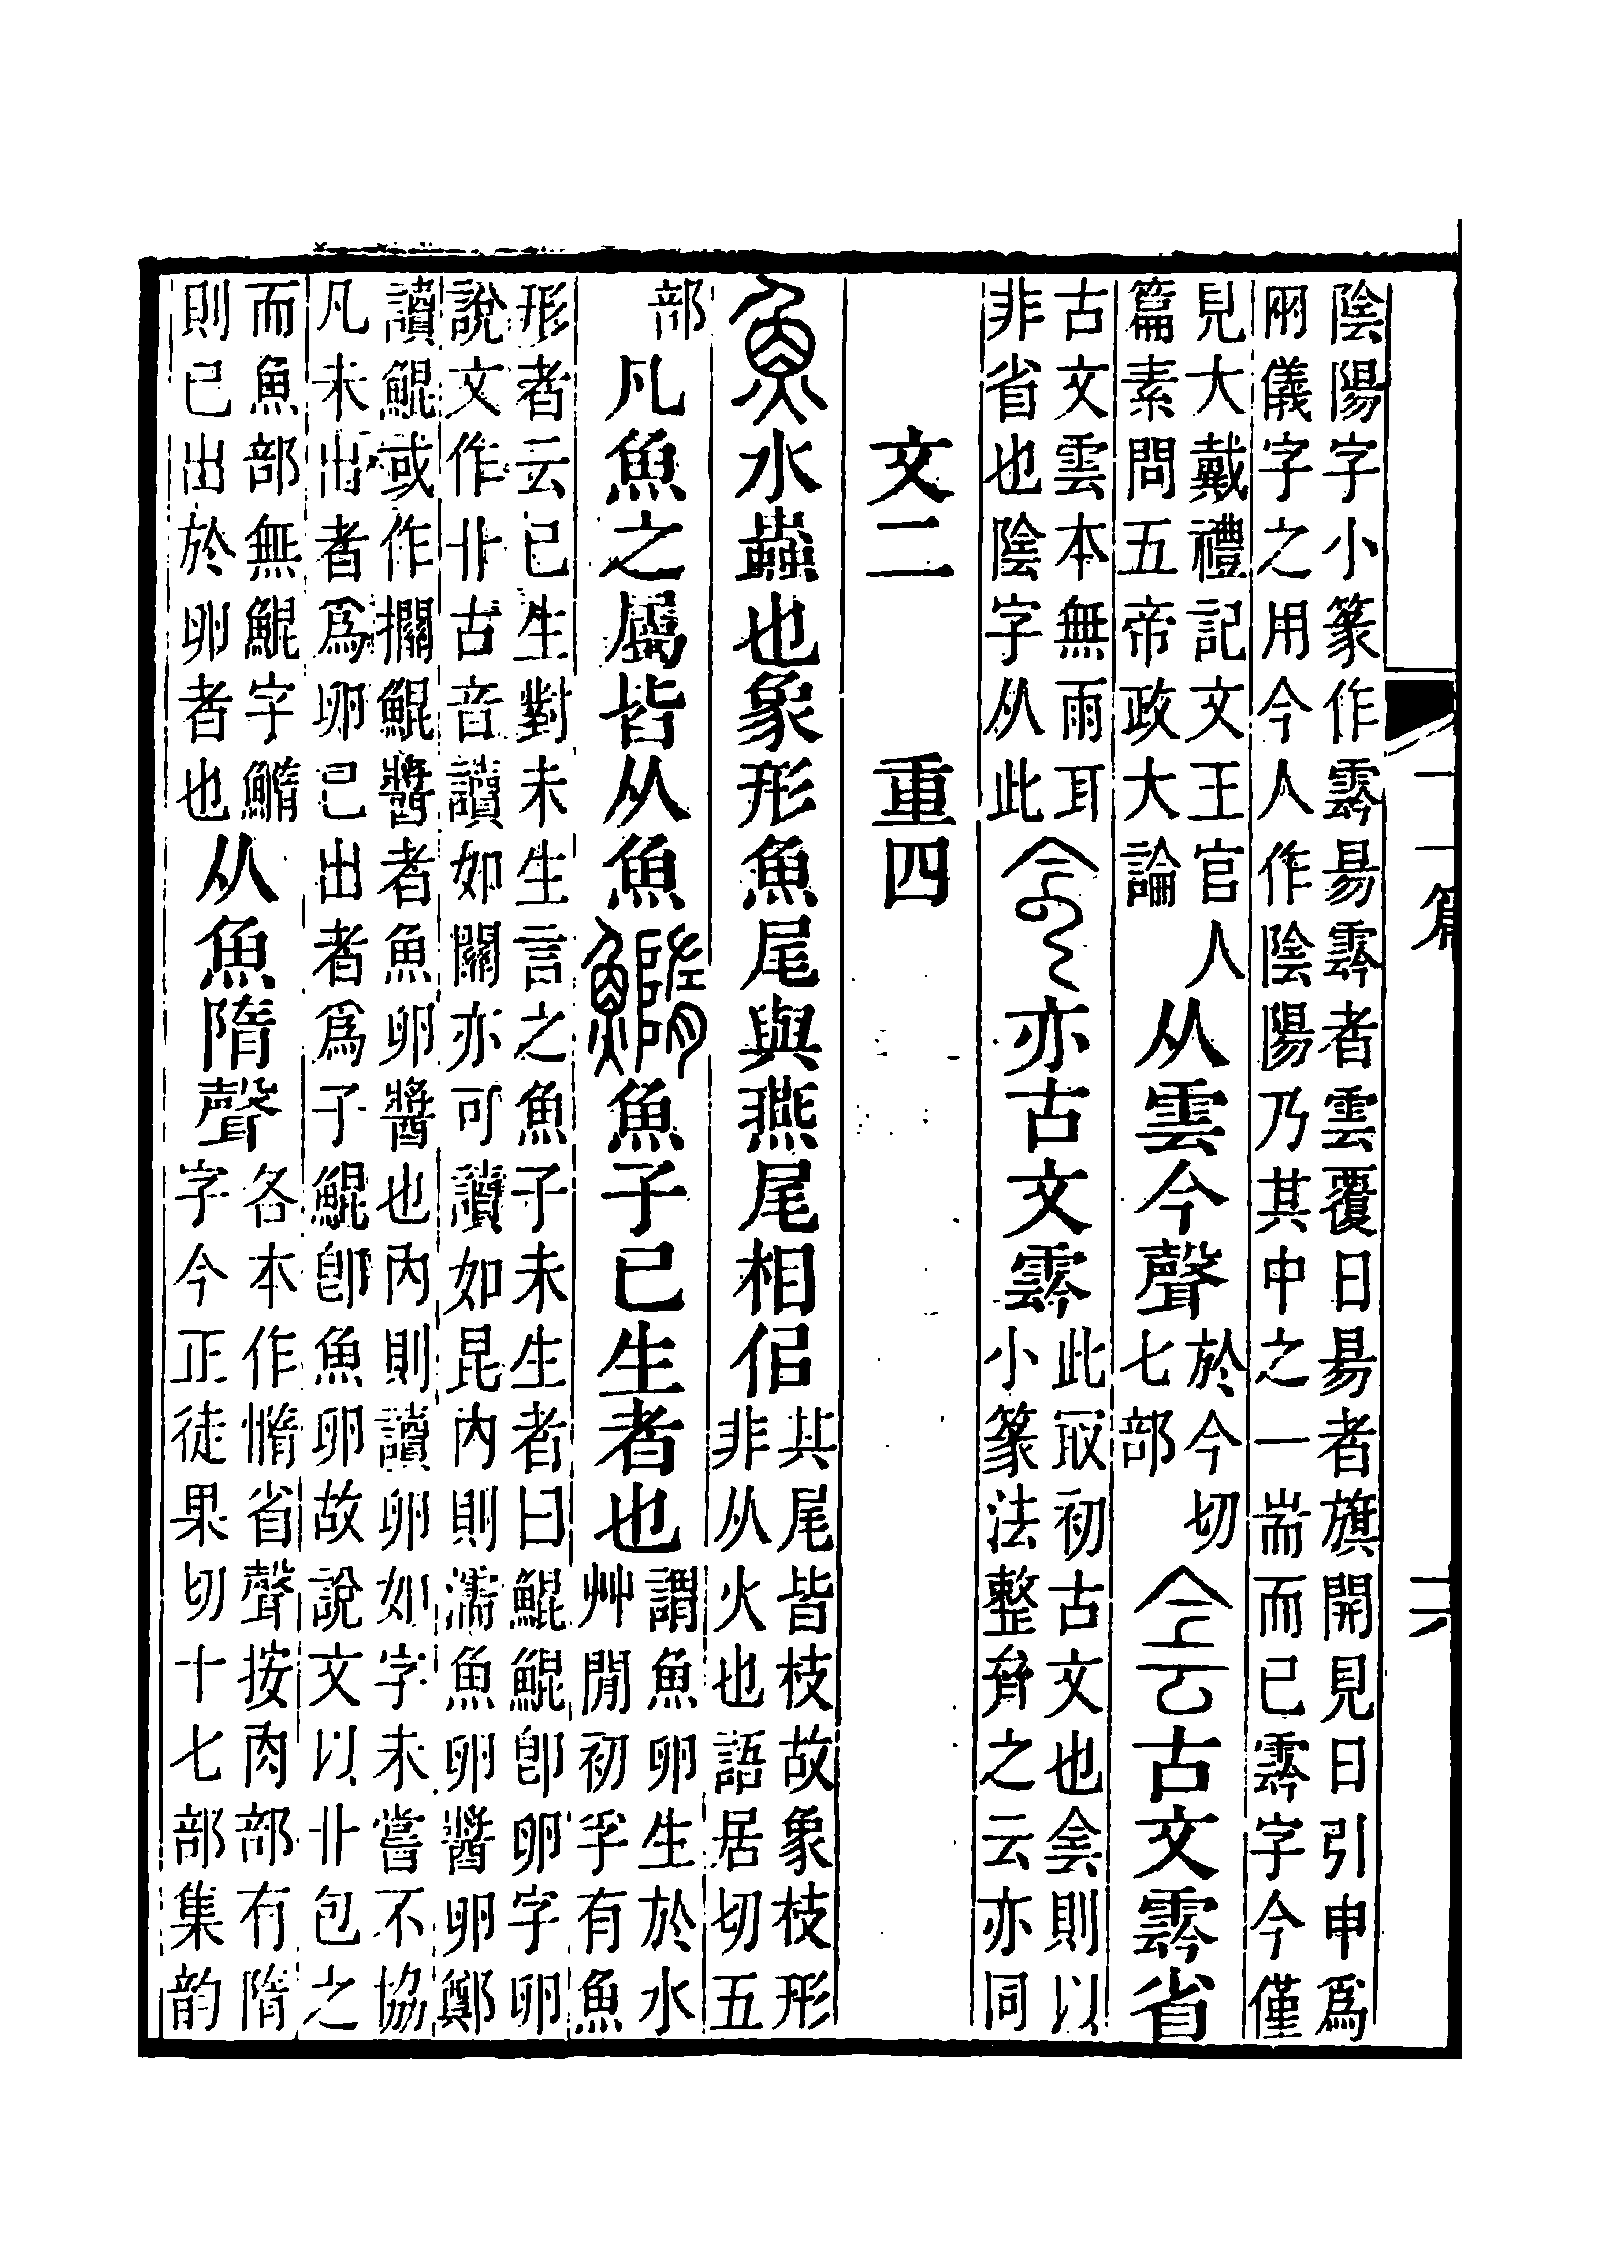 陰陽字小篆作霠昜霠者雲覆日昜者旗開見日引申爲
兩儀字之用今人作陰陽乃其中之一耑而已霠字今僅
見大戴禮記文王官人
篇素問五帝政大論
从雲今聲
於今切
七部
侌古文霠省
古文雲本無雨耳
非省也陰字从此
亦古文霠
此㝡初古文也侌則以
小篆法整齊之云亦同
文二　重四
魚水蟲也象形魚尾與燕尾相佀
其尾皆枝故象枝形
非从火也語居切五
部
凡魚之屬皆从魚
魚子已生者也
謂魚卵生於水
艸閒初孚有魚
形者云已生對未生言之魚子未生者曰鯤鯤卽卵字卵
說文作卝古音讀如關亦可讀如昆內則濡魚卵醬卵鄭
讀鯤或作攔鯤醬者魚卵醬也內則讀卵如字未嘗不協
凡未出者爲卵已出者爲子鯤卽魚卵故說文以卝包之
而魚部無鯤字鰖
則已出於卵者也
从魚隋聲
各本作惰省聲按肉部有隋
字今正徒果切十七部集韵